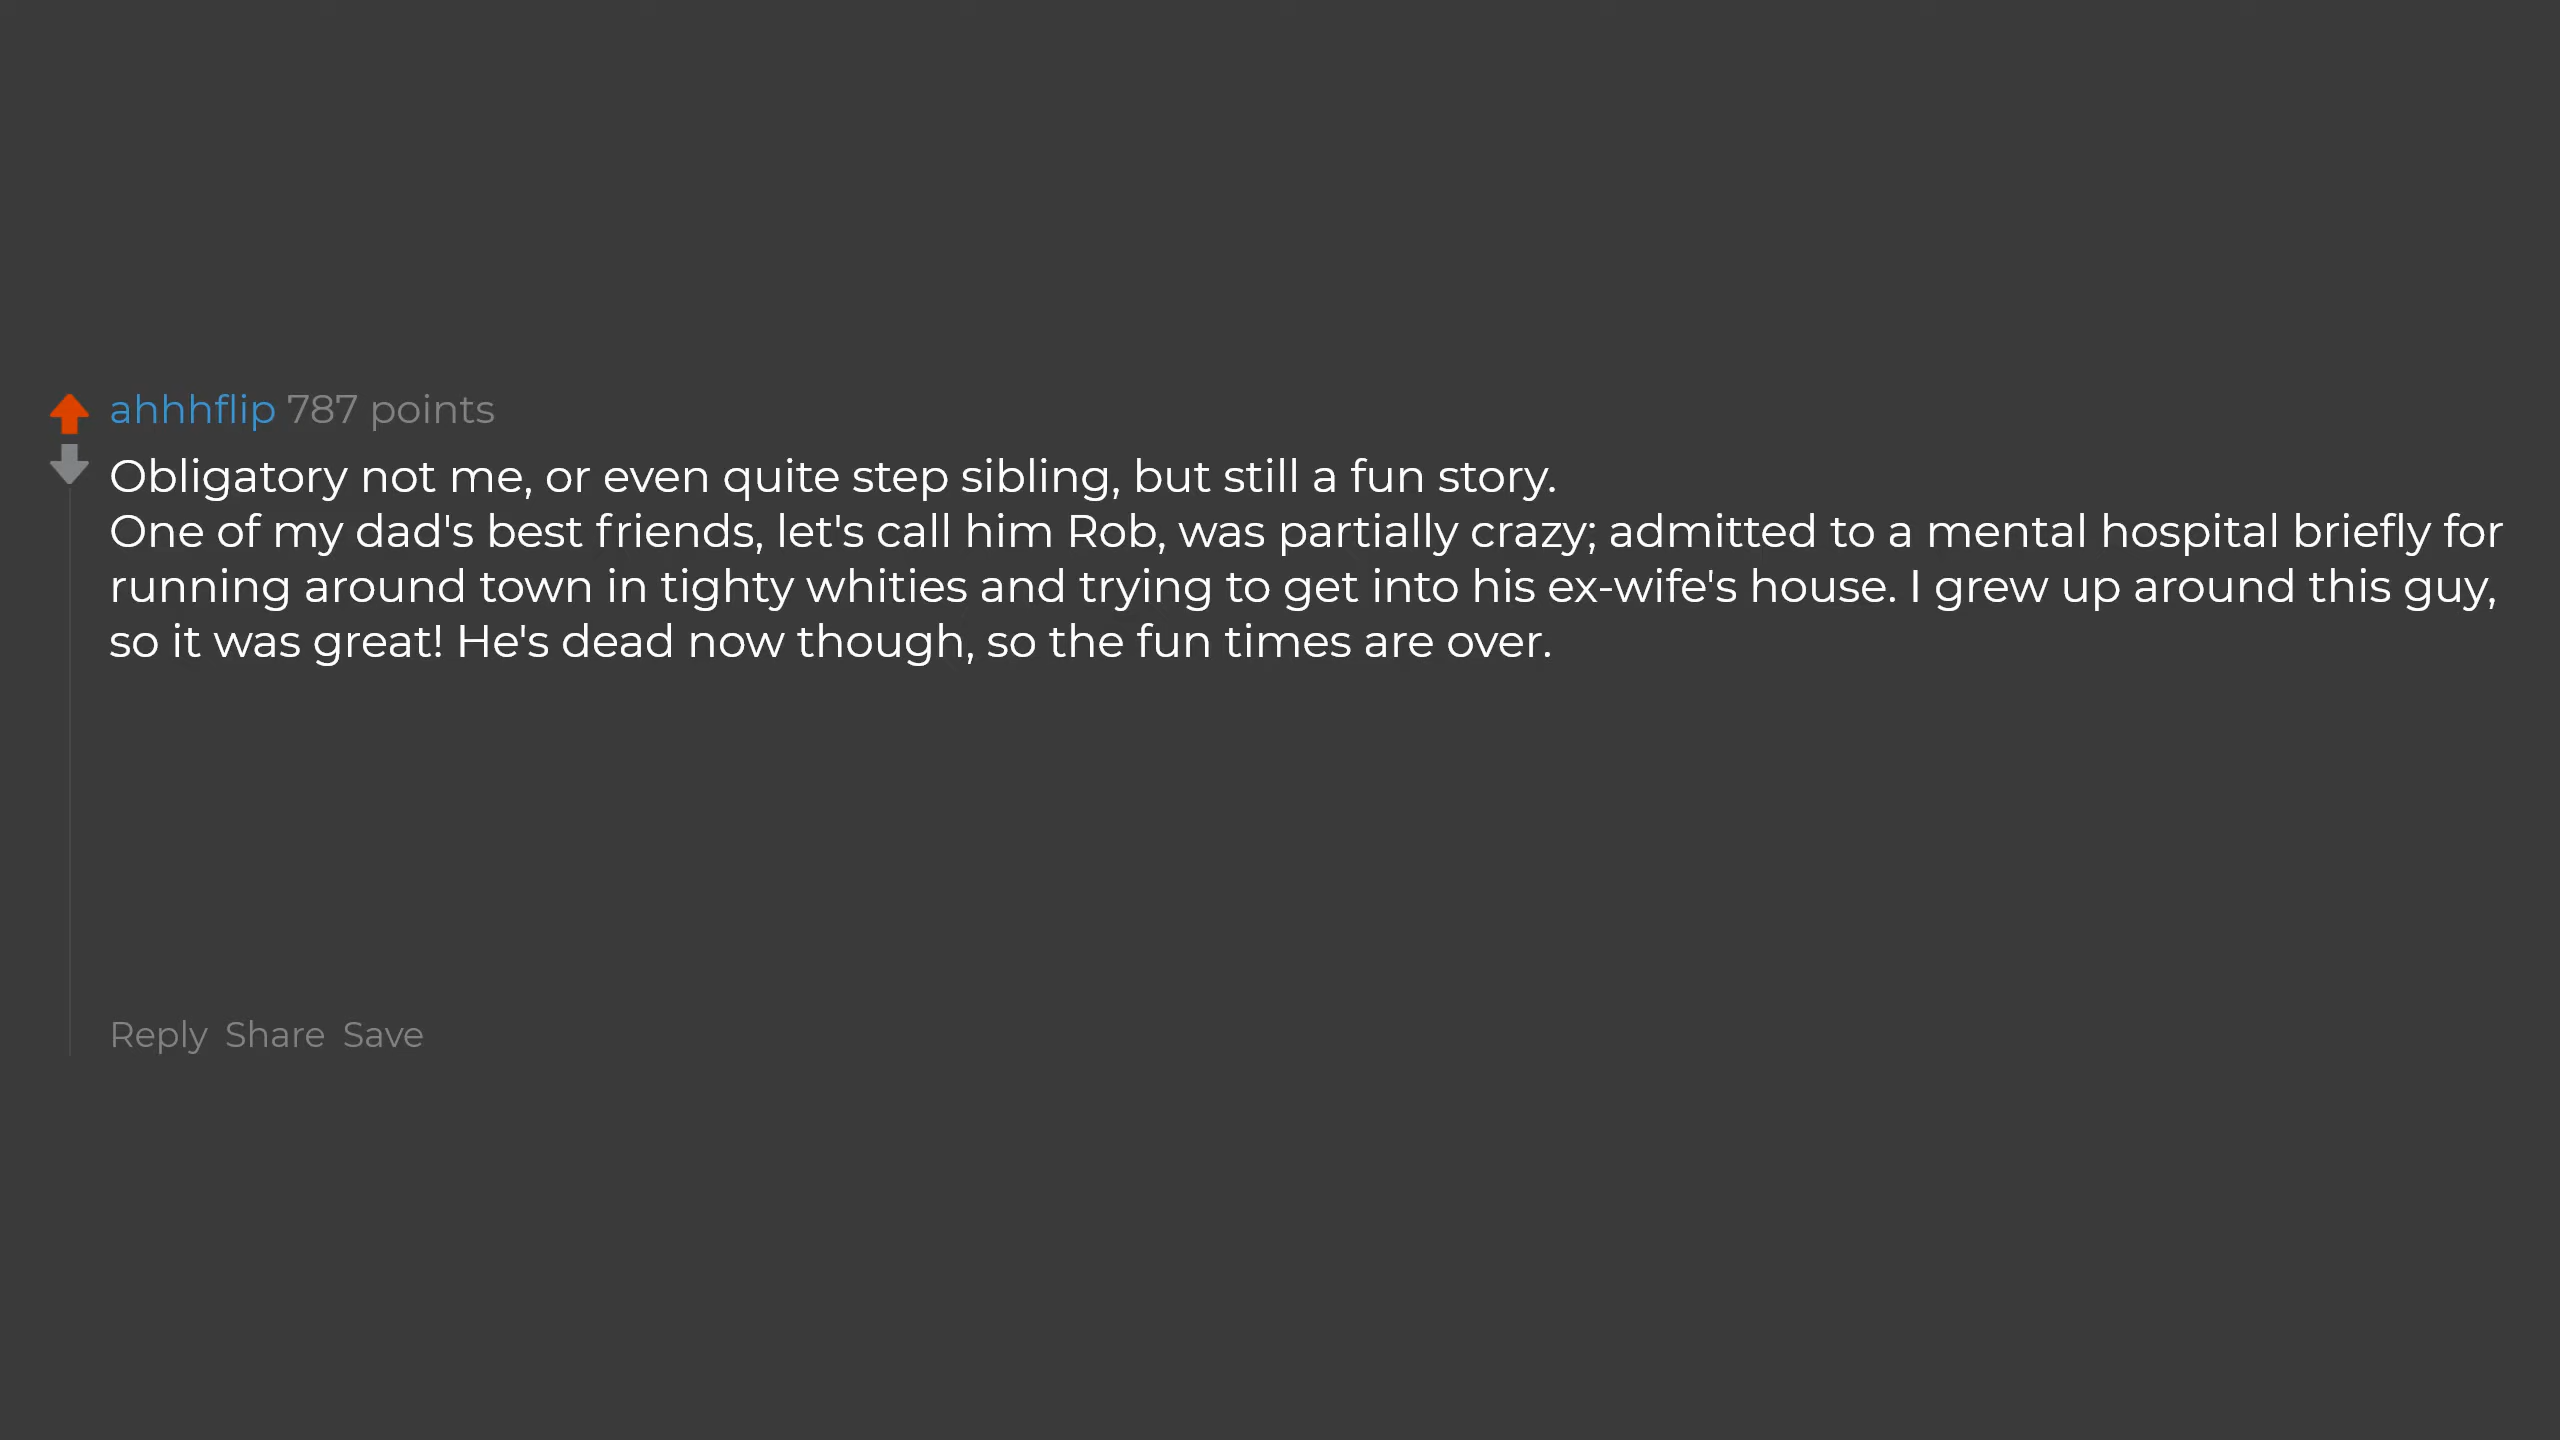 ahhhflip 787 points
Obligatory not me, or even quite step sibling, but still a fun story.
One of my dad's best friends, let's call him Rob, was partially crazy; admitted to a mental hospital briefly for
running around town in tighty whities and trying to get into his ex-wife's house. I grew up around this guy,
so it was great! He's dead now though, so the fun times are over.
Reply Share Save